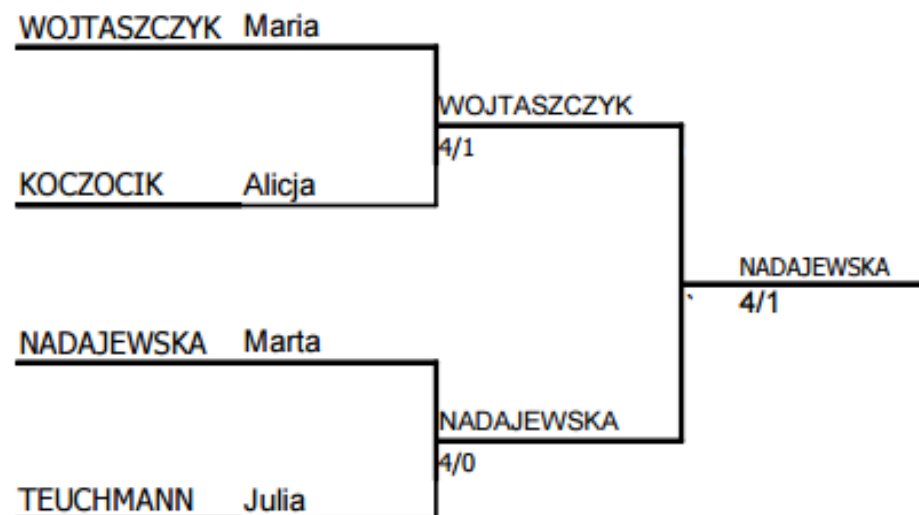 WOJTASZCZYK Maria
WOJTASZCZYK
4/1
KOCZOCIK Alicja
NADAJEWSKA
4/1
NADAJEWSKA Marta
NADAJEWSKA
4/0
TEUCHMANN Julia